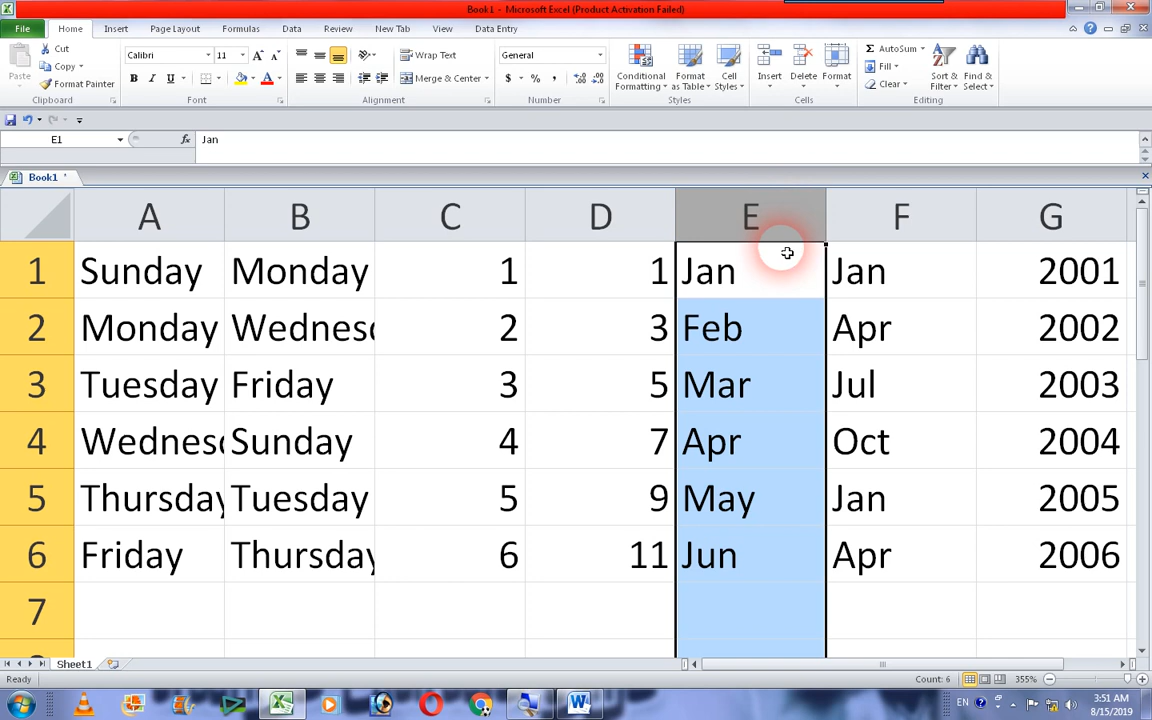 Book1 - Microsoft Excel (Product Activation Failed)
File Home Insert Page Layout Formulas Data Review View New Tab Data Entry
Paste Cut Copy Format Painter Clipboard
Calibri 11 B I U A A A Font
Wrap Text Merge & Center Alignment
General $ % , Number
Conditional Formatting Format as Table Cell Styles Styles
Insert Delete Format Cells
AutoSum Fill Clear Sort & Filter Find & Select Editing
E1 fx Jan
Book1 *
A B C D E F G
1 Sunday Monday 1 1 Jan Jan 2001
2 Monday Wednesd 2 3 Feb Apr 2002
3 Tuesday Friday 3 5 Mar Jul 2003
4 Wednesd Sunday 4 7 Apr Oct 2004
5 Thursday Tuesday 5 9 May Jan 2005
6 Friday Thursday 6 11 Jun Apr 2006
7
Sheet1
Ready Count: 6 355%
EN 3:51 AM
8/15/2019